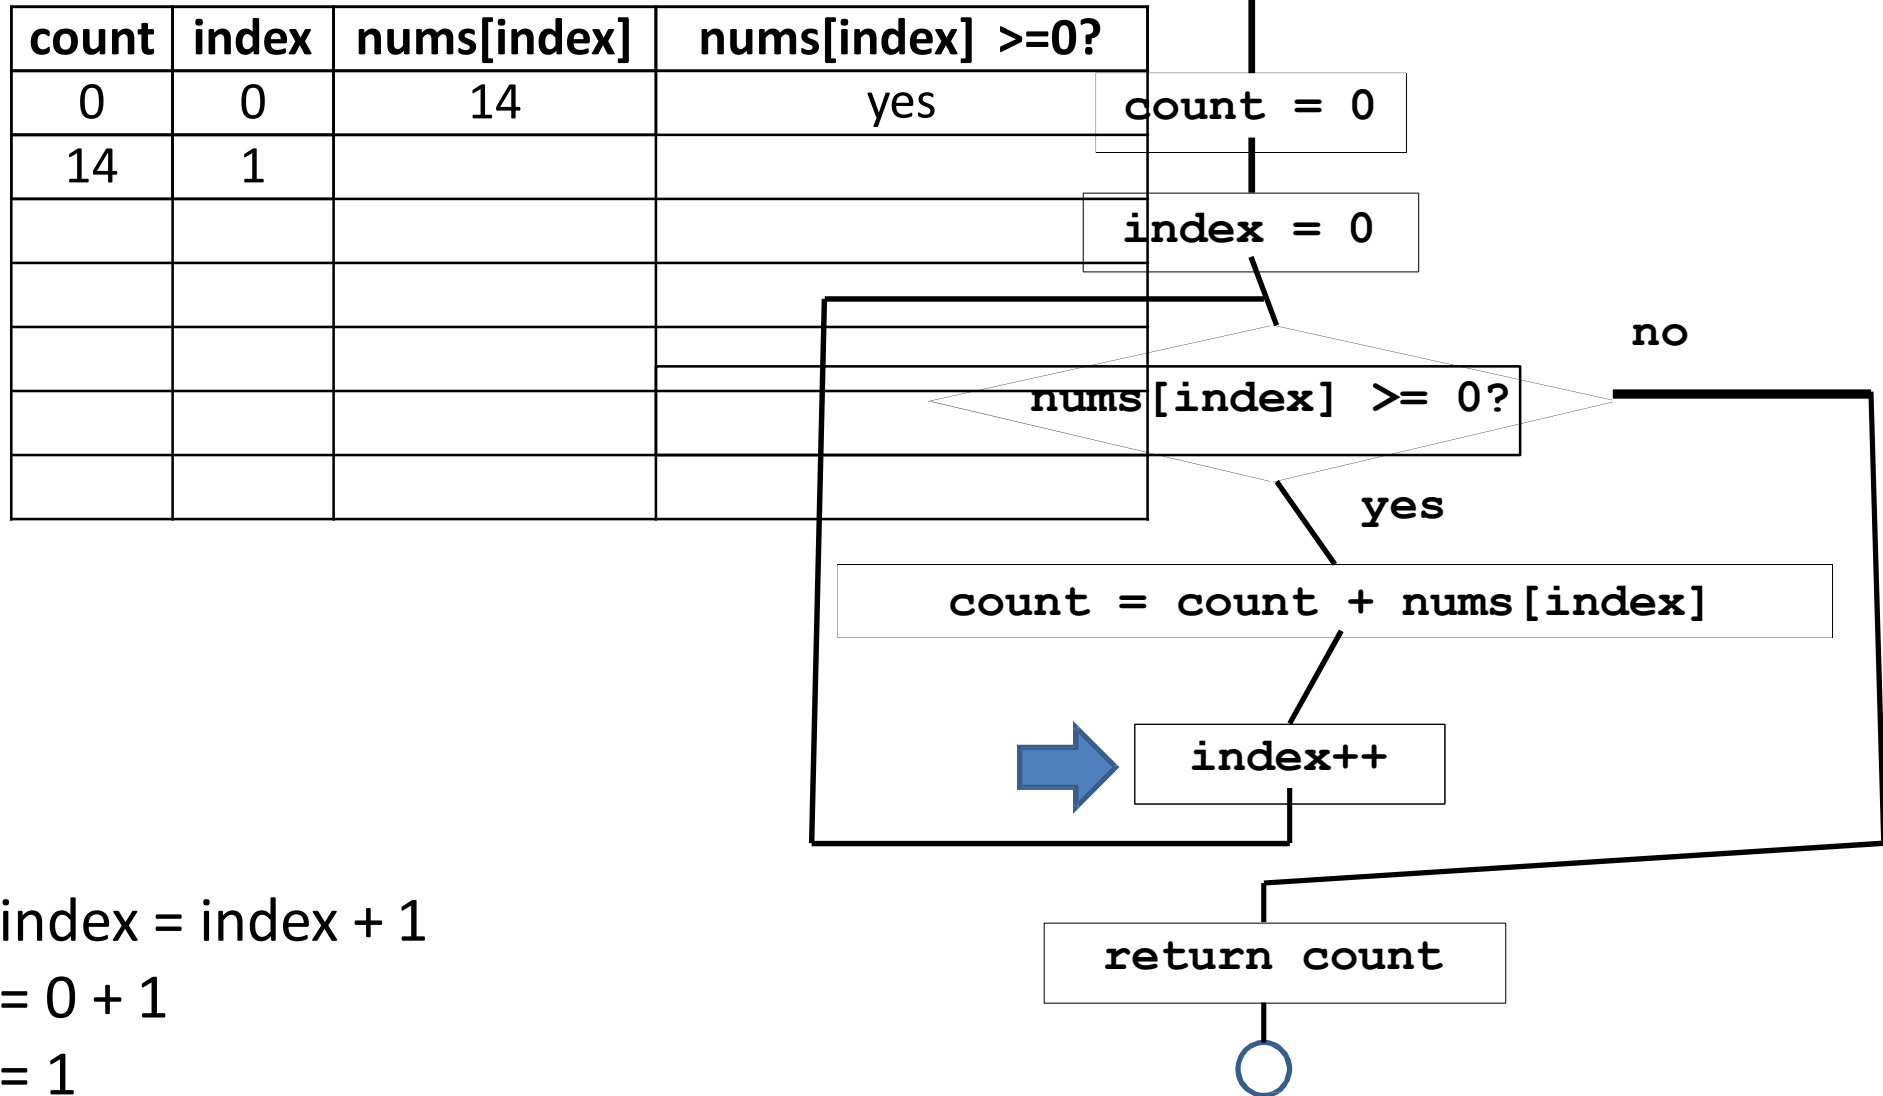 count index nums[index] nums[index] >=0?
0 0 14 yes
14 1
count = 0
index = 0
no
nums[index] >= 0?
yes
count = count + nums[index]
index++
return count
index = index + 1
= 0 + 1
= 1